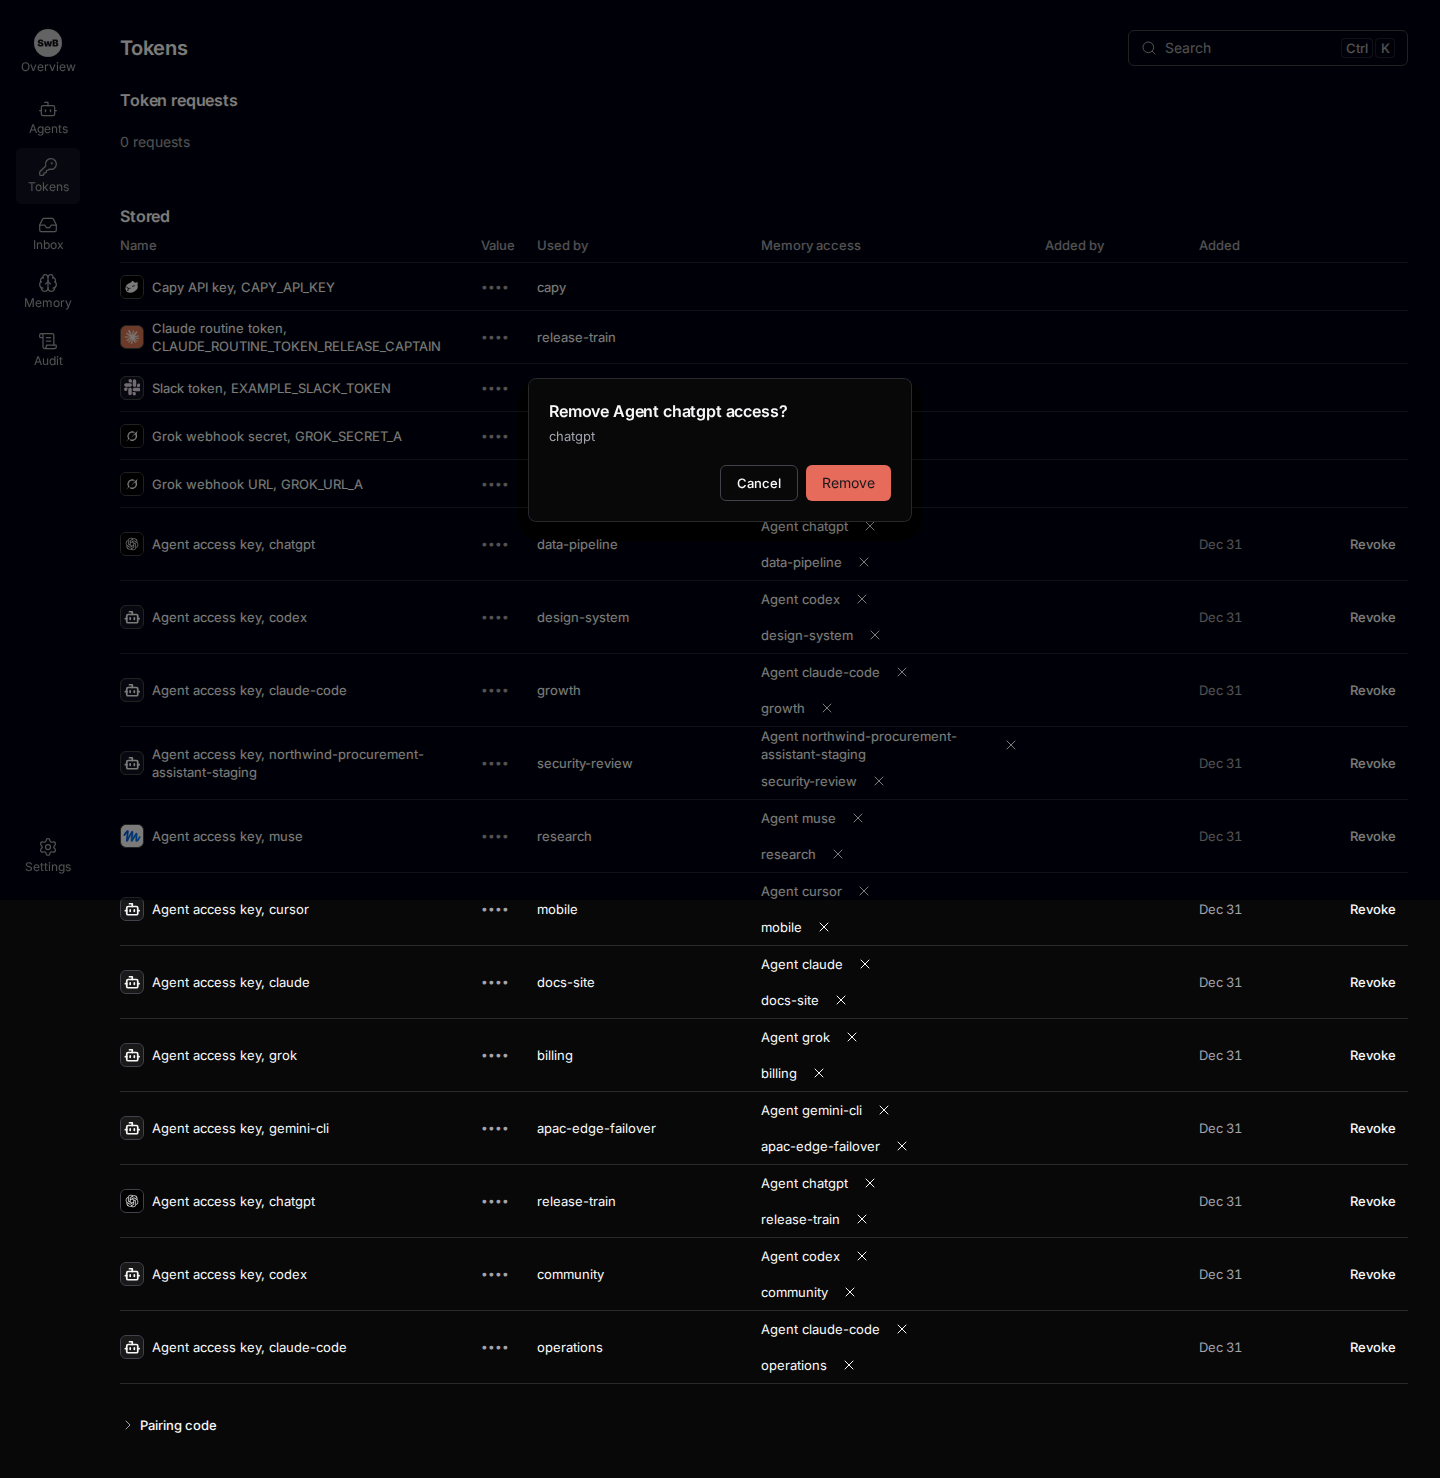 SwB
Overview
Agents
Tokens
Inbox
Memory
Audit
Settings
Tokens
Search
Ctrl K
Token requests
0 requests
Stored
Name Value Used by Memory access Added by Added
Capy API key, CAPY_API_KEY •••• capy
Claude routine token,
CLAUDE_ROUTINE_TOKEN_RELEASE_CAPTAIN •••• release-train
Slack token, EXAMPLE_SLACK_TOKEN ••••
Grok webhook secret, GROK_SECRET_A ••••
Grok webhook URL, GROK_URL_A ••••
Remove Agent chatgpt access?
chatgpt
Cancel Remove
Agent chatgpt
Agent access key, chatgpt •••• data-pipeline Dec 31 Revoke
data-pipeline
Agent codex
Agent access key, codex •••• design-system Dec 31 Revoke
design-system
Agent claude-code
Agent access key, claude-code •••• growth Dec 31 Revoke
growth
Agent northwind-procurement-
assistant-staging
Agent access key, northwind-procurement-
assistant-staging •••• security-review Dec 31 Revoke
security-review
Agent muse
Agent access key, muse •••• research Dec 31 Revoke
research
Agent cursor
Agent access key, cursor •••• mobile Dec 31 Revoke
mobile
Agent claude
Agent access key, claude •••• docs-site Dec 31 Revoke
docs-site
Agent grok
Agent access key, grok •••• billing Dec 31 Revoke
billing
Agent gemini-cli
Agent access key, gemini-cli •••• apac-edge-failover Dec 31 Revoke
apac-edge-failover
Agent chatgpt
Agent access key, chatgpt •••• release-train Dec 31 Revoke
release-train
Agent codex
Agent access key, codex •••• community Dec 31 Revoke
community
Agent claude-code
Agent access key, claude-code •••• operations Dec 31 Revoke
operations
Pairing code